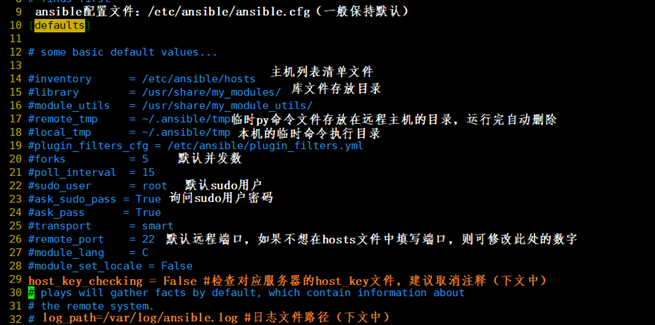 9 ansible配置文件：/etc/ansible/ansible.cfg（一般保持默认）
10 [defaults]
11
12 # some basic default values...
13
14 #inventory = /etc/ansible/hosts 主机列表清单文件
15 #library = /usr/share/my_modules/ 库文件存放目录
16 #module_utils = /usr/share/my_module_utils/
17 #remote_tmp = ~/.ansible/tmp临时py命令文件存放在远程主机的目录，运行完自动删除
18 #local_tmp = ~/.ansible/tmp 本机的临时命令执行目录
19 #plugin_filters_cfg = /etc/ansible/plugin_filters.yml
20 #forks = 5 默认并发数
21 #poll_interval = 15
22 #sudo_user = root 默认sudo用户
23 #ask_sudo_pass = True 询问sudo用户密码
24 #ask_pass = True
25 #transport = smart
26 #remote_port = 22 默认远程端口，如果不想在hosts文件中填写端口，则可修改此处的数字
27 #module_lang = C
28 #module_set_locale = False
29 host_key_checking = False #检查对应服务器的host_key文件，建议取消注释（下文中）
30 # plays will gather facts by default, which contain information about
31 # the remote system.
32 # log_path=/var/log/ansible.log #日志文件路径（下文中）